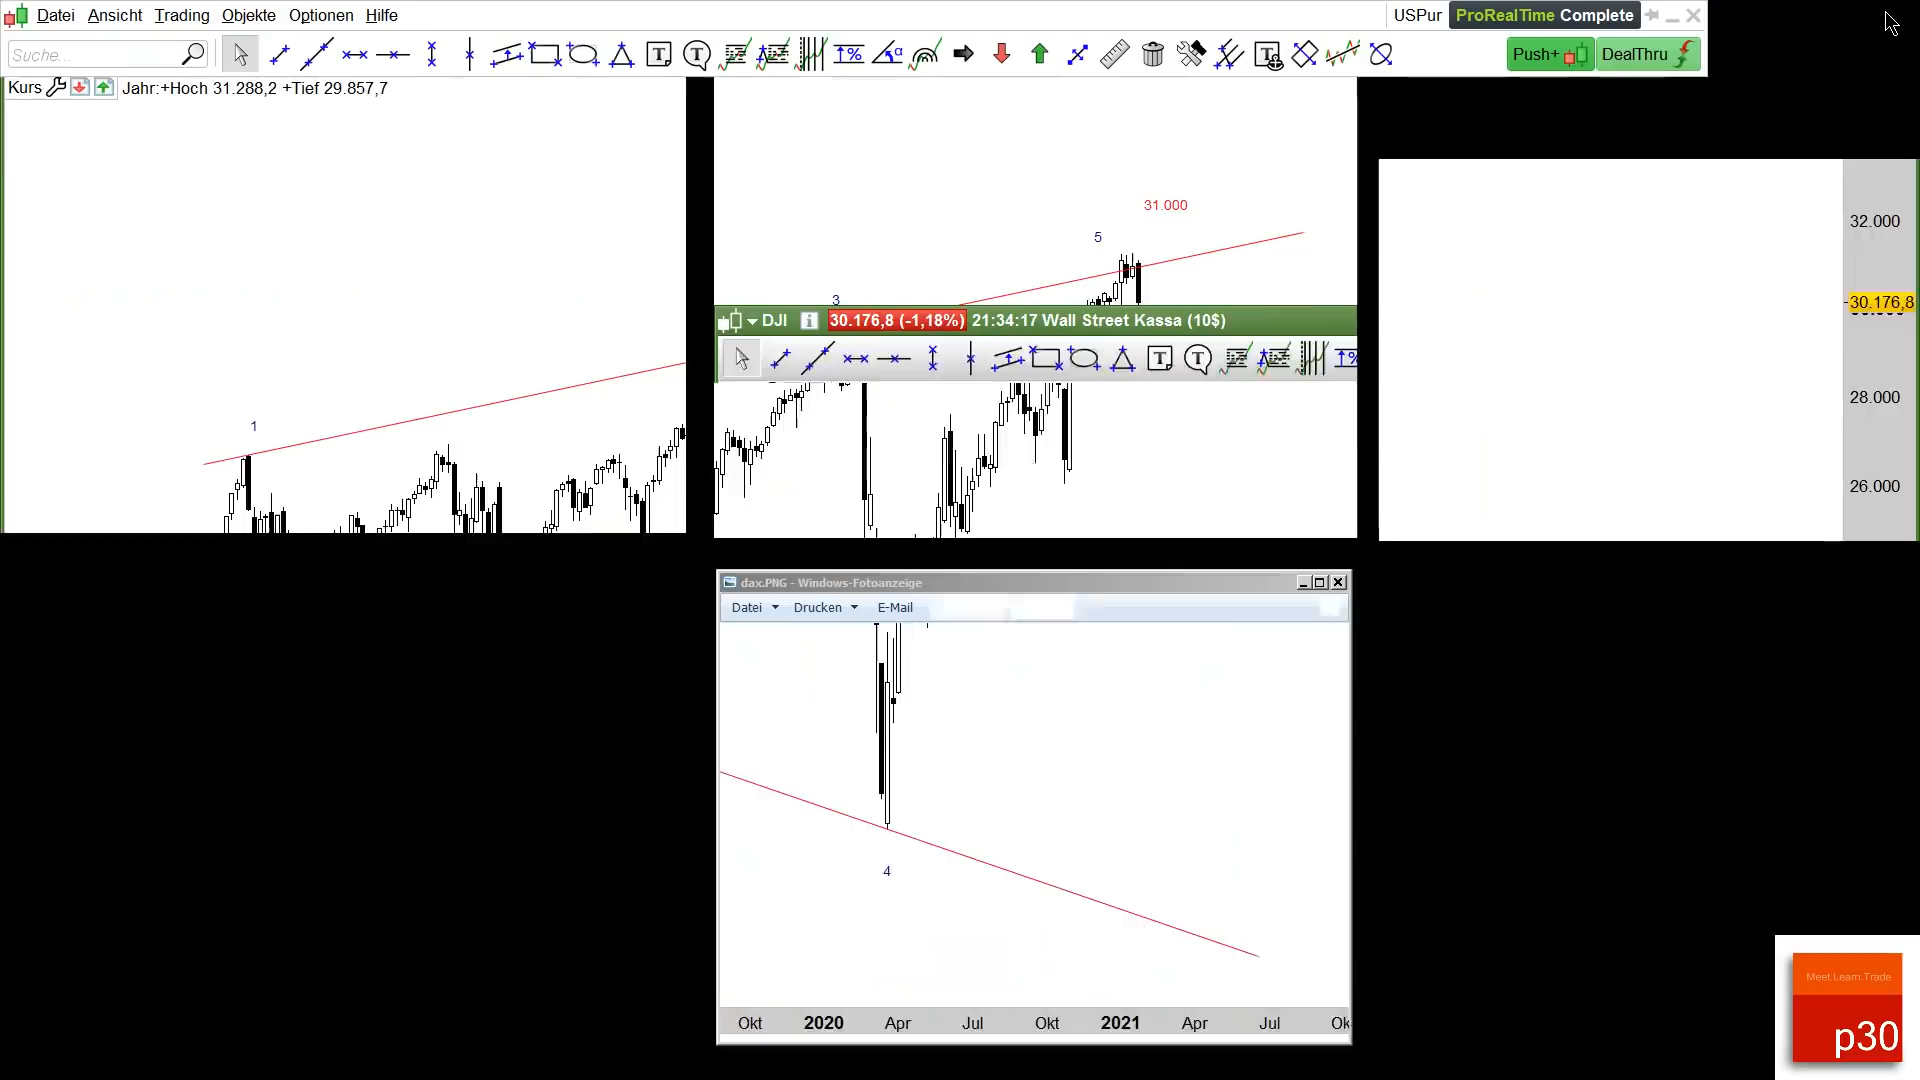 Datei Ansicht Trading Objekte Optionen Hilfe
USPur ProRealTime Complete
Suche...
Push+ DealThru
Kurs Jahr:+Hoch 31.288,2 +Tief 29.857,7
31.000
5
3
1
DJI 30.176,8 (-1,18%) 21:34:17 Wall Street Kassa (10$)
32.000
30.176,8
28.000
26.000
dax.PNG - Windows-Fotoanzeige
Datei Drucken E-Mail
4
Okt 2020 Apr Jul Okt 2021 Apr Jul
Meet.Learn.Trade
p30